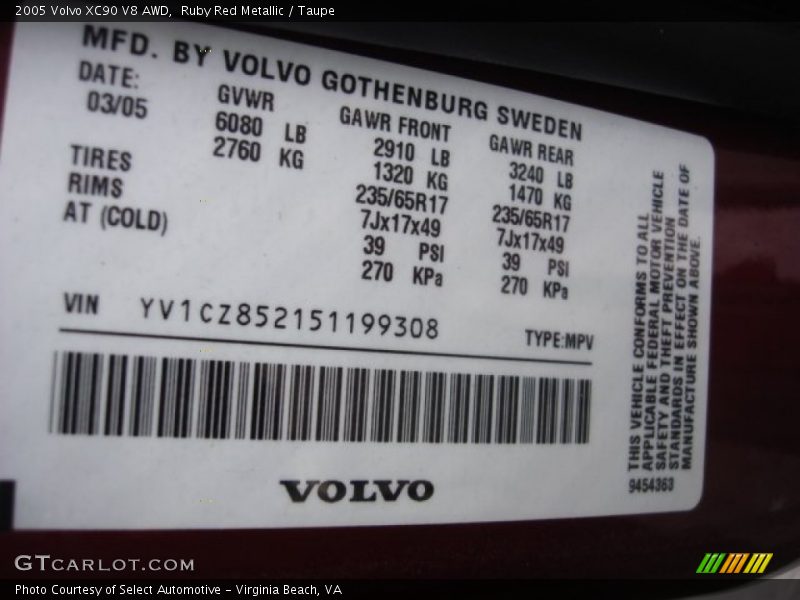 2005 Volvo XC90 V8 AWD,  Ruby Red Metallic / Taupe
MFD. BY VOLVO GOTHENBURG SWEDEN
DATE: GVWR GAWR FRONT GAWR REAR
03/05 6080 LB 2910 LB 3240 LB
2760 KG 1320 KG 1470 KG
TIRES 235/65R17 235/65R17
RIMS 7Jx17x49 7Jx17x49
AT (COLD) 39 PSI 39 PSI
270 KPa 270 KPa
VIN YV1CZ852151199308 TYPE:MPV
VOLVO
THIS VEHICLE CONFORMS TO ALL
APPLICABLE FEDERAL MOTOR VEHICLE
SAFETY AND THEFT PREVENTION
STANDARDS IN EFFECT ON THE DATE OF
MANUFACTURE SHOWN ABOVE.
9454363
GTCARLOT.COM
Photo Courtesy of Select Automotive - Virginia Beach, VA